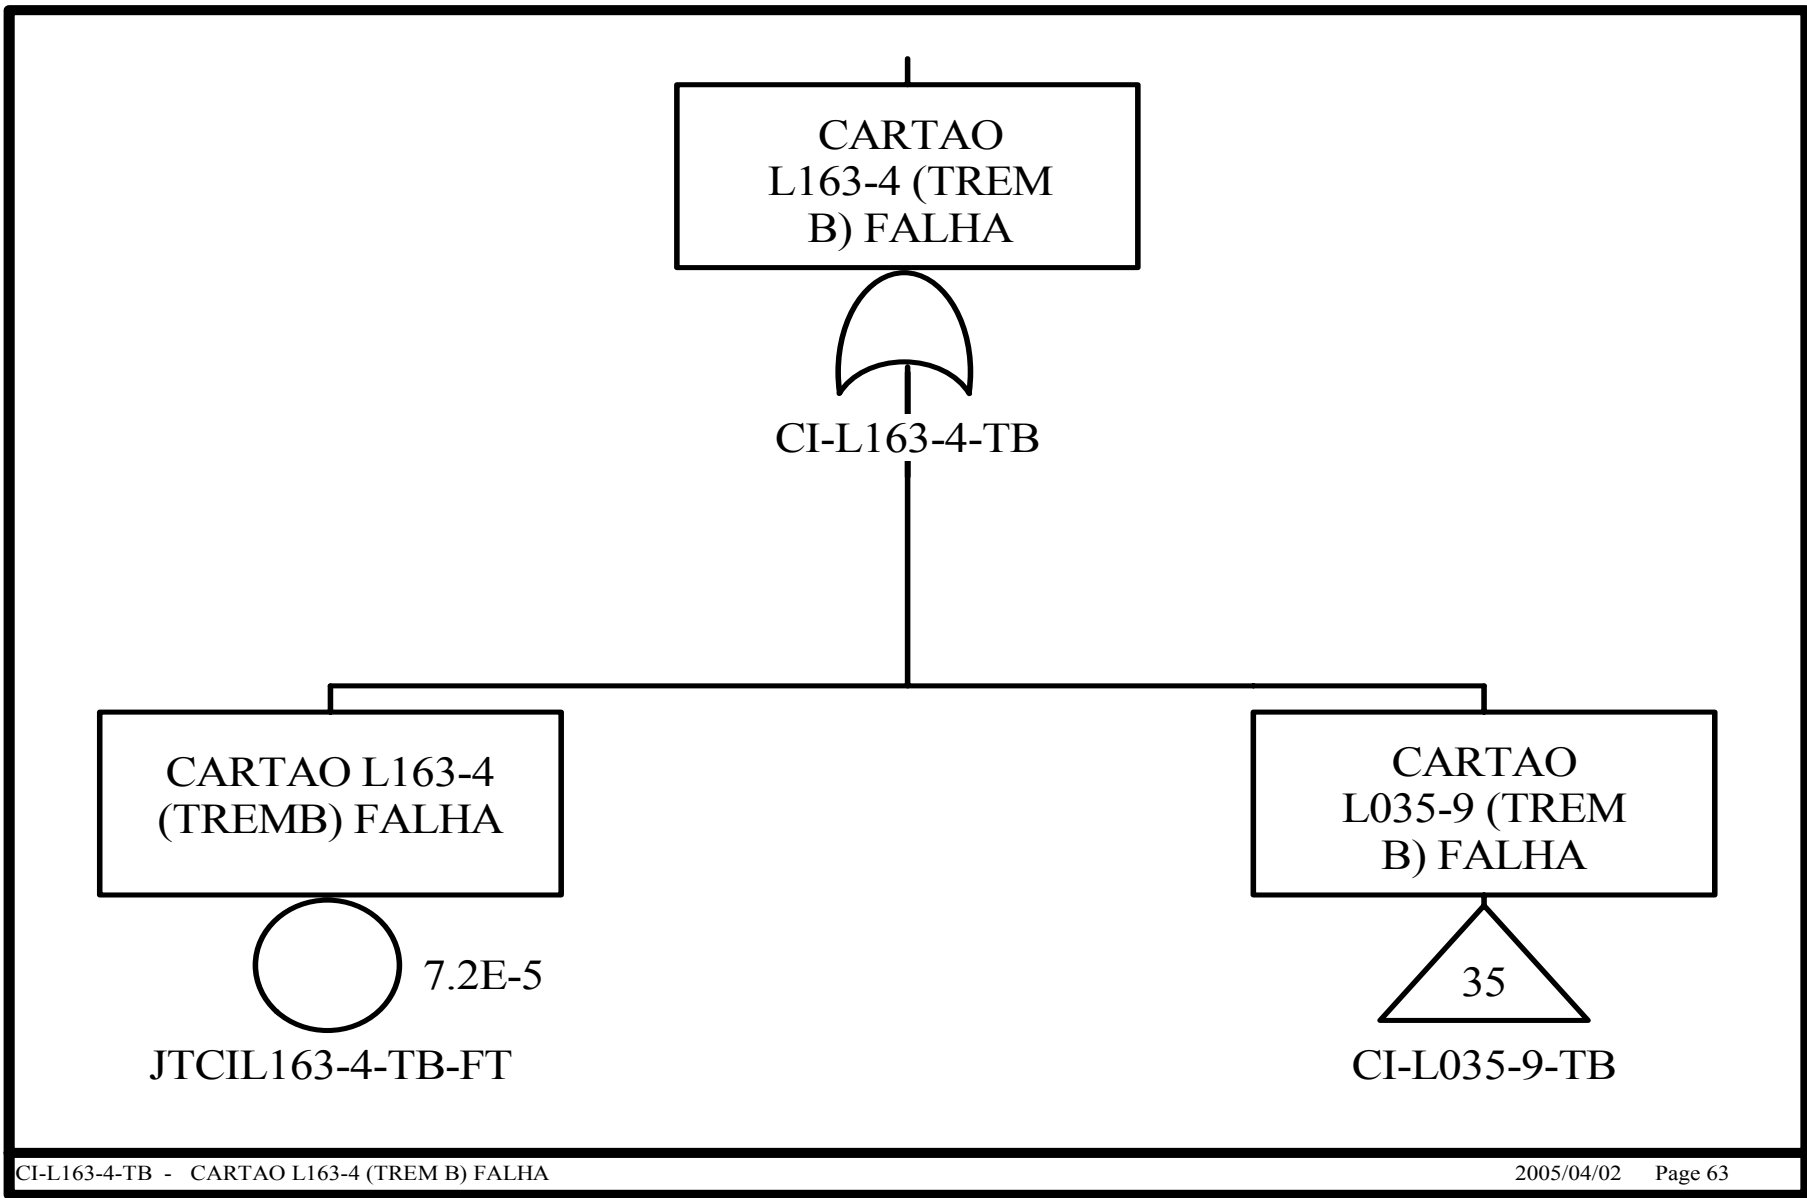 CARTAO
L163-4 (TREM
B) FALHA
CI-L163-4-TB
CARTAO L163-4
(TREMB) FALHA
7.2E-5
JTCIL163-4-TB-FT
CARTAO
L035-9 (TREM
B) FALHA
35
CI-L035-9-TB
CI-L163-4-TB - CARTAO L163-4 (TREM B) FALHA
2005/04/02 Page 63